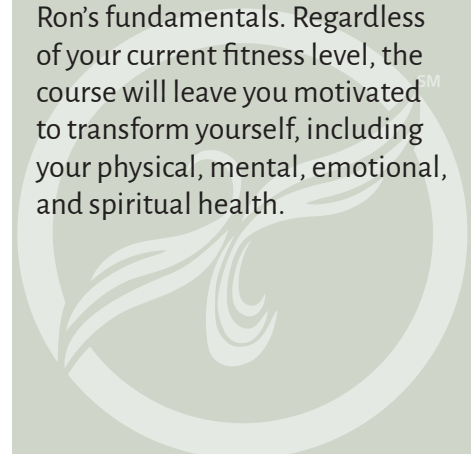 Ron’s fundamentals. Regardless
of your current fitness level, the
course will leave you motivated
SM
to transform yourself, including
your physical, mental, emotional,
and spiritual health.